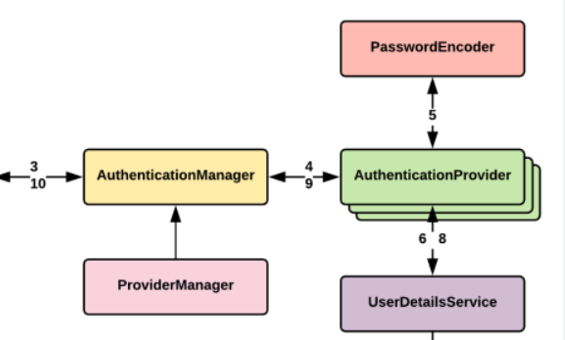 PasswordEncoder
5
3
10
AuthenticationManager
4
9
AuthenticationProvider
6 8
ProviderManager
UserDetailsService